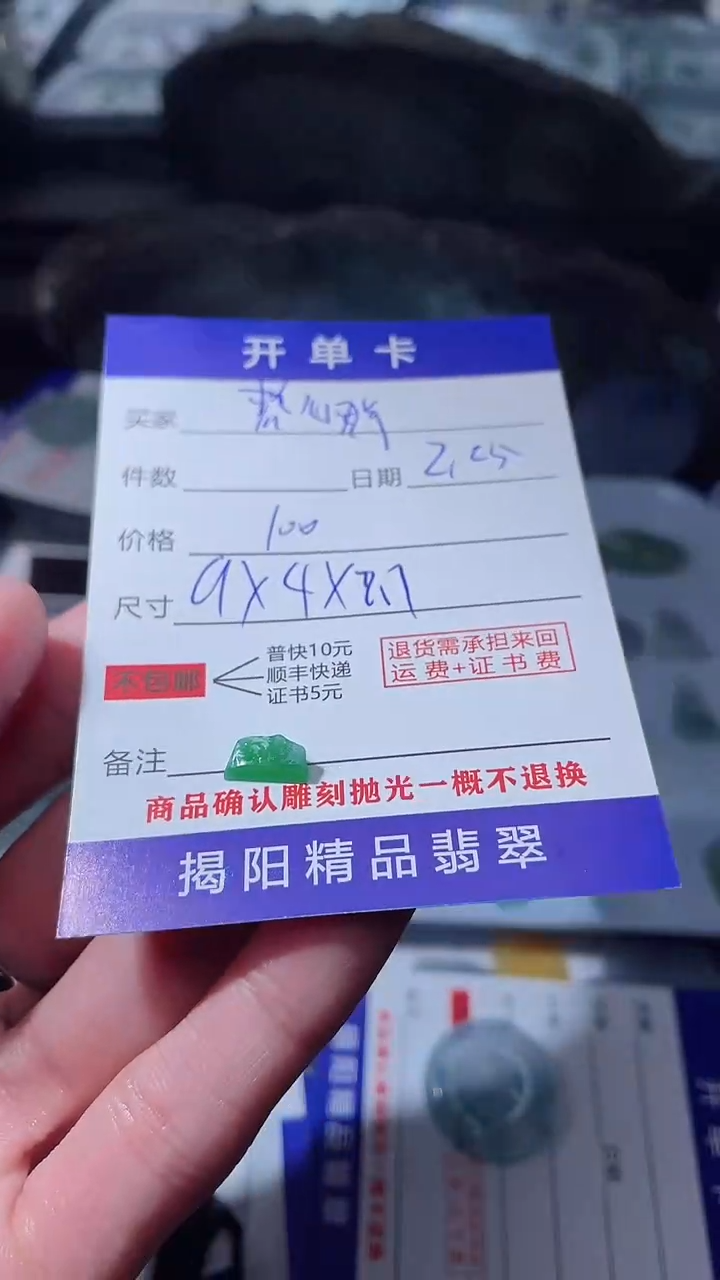 开单卡
买家
件数 日期
价格 100
尺寸 9X4X2.7
不包邮
普快10元
顺丰快递
证书5元
退货需承担来回
运费+证书费
备注
商品确认雕刻抛光一概不退换
揭阳精品翡翠